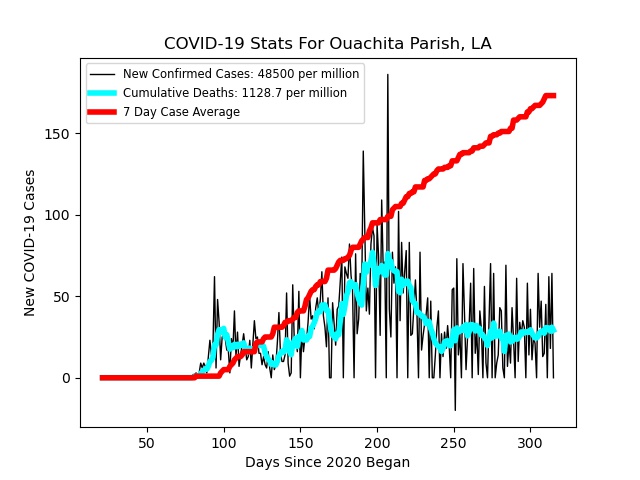 COVID-19 Stats For Ouachita Parish, LA
New Confirmed Cases: 48500 per million
Cumulative Deaths: 1128.7 per million
7 Day Case Average
New COVID-19 Cases
150
100
50
0
50 100 150 200 250 300
Days Since 2020 Began